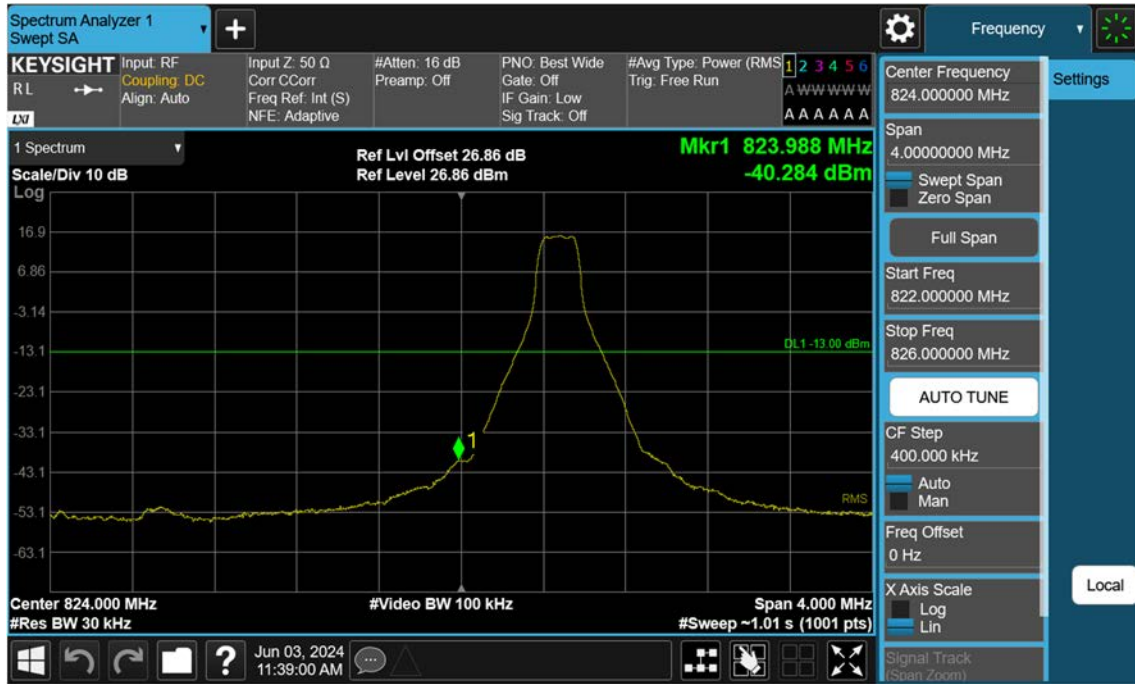 Spectrum Analyzer 1
Swept SA
Frequency
KEYSIGHT
RL
LXI
Input: RF
Coupling: DC
Align: Auto
Input Z: 50 Ω
Corr CCorr
Freq Ref: Int (S)
NFE: Adaptive
#Atten: 16 dB
Preamp: Off
PNO: Best Wide
Gate: Off
IF Gain: Low
Sig Track: Off
#Avg Type: Power (RMS
Trig: Free Run
1 2 3 4 5 6
A W W W W W
A A A A A A
1 Spectrum
Scale/Div 10 dB
Log
Ref Lvl Offset 26.86 dB
Ref Level 26.86 dBm
Mkr1 823.988 MHz
-40.284 dBm
16.9
6.86
-3.14
-13.1
-23.1
-33.1
-43.1
-53.1
-63.1
DL1 -13.00 dBm
1
RMS
Center 824.000 MHz
#Video BW 100 kHz
Span 4.000 MHz
#Res BW 30 kHz
#Sweep ~1.01 s (1001 pts)
Center Frequency
824.000000 MHz
Settings
Span
4.00000000 MHz
Swept Span
Zero Span
Full Span
Start Freq
822.000000 MHz
Stop Freq
826.000000 MHz
AUTO TUNE
CF Step
400.000 kHz
Auto
Man
Freq Offset
0 Hz
X Axis Scale
Log
Lin
Local
Signal Track
(Span Zoom)
?
Jun 03, 2024
11:39:00 AM